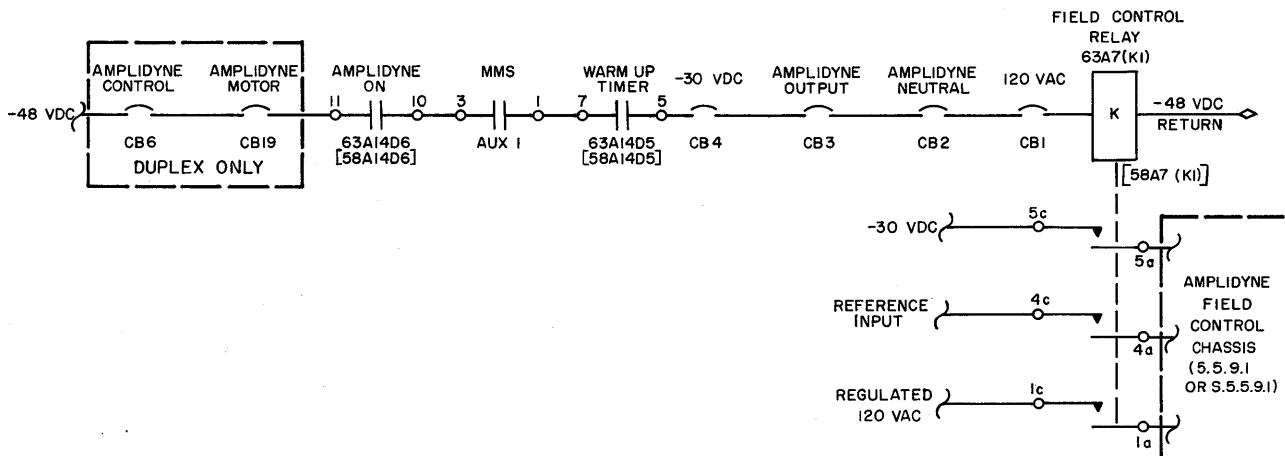 FIELD CONTROL
RELAY
63A7(K1)
AMPLIDYNE
CONTROL
AMPLIDYNE
MOTOR
AMPLIDYNE
ON
MMS
WARM UP
TIMER
-30 VDC
AMPLIDYNE
OUTPUT
AMPLIDYNE
NEUTRAL
120 VAC
-48 VDC
11
10
3
1
7
5
K
-48 VDC
RETURN
CB6
CB19
63A14D6
[58A14D6]
AUX 1
63A14D5
[58A14D5]
CB4
CB3
CB2
CB1
DUPLEX ONLY
[58A7 (K1)]
-30 VDC
5c
5a
REFERENCE
INPUT
4c
4a
REGULATED
120 VAC
1c
1a
AMPLIDYNE
FIELD
CONTROL
CHASSIS
(5.5.9.1
OR S.5.5.9.1)